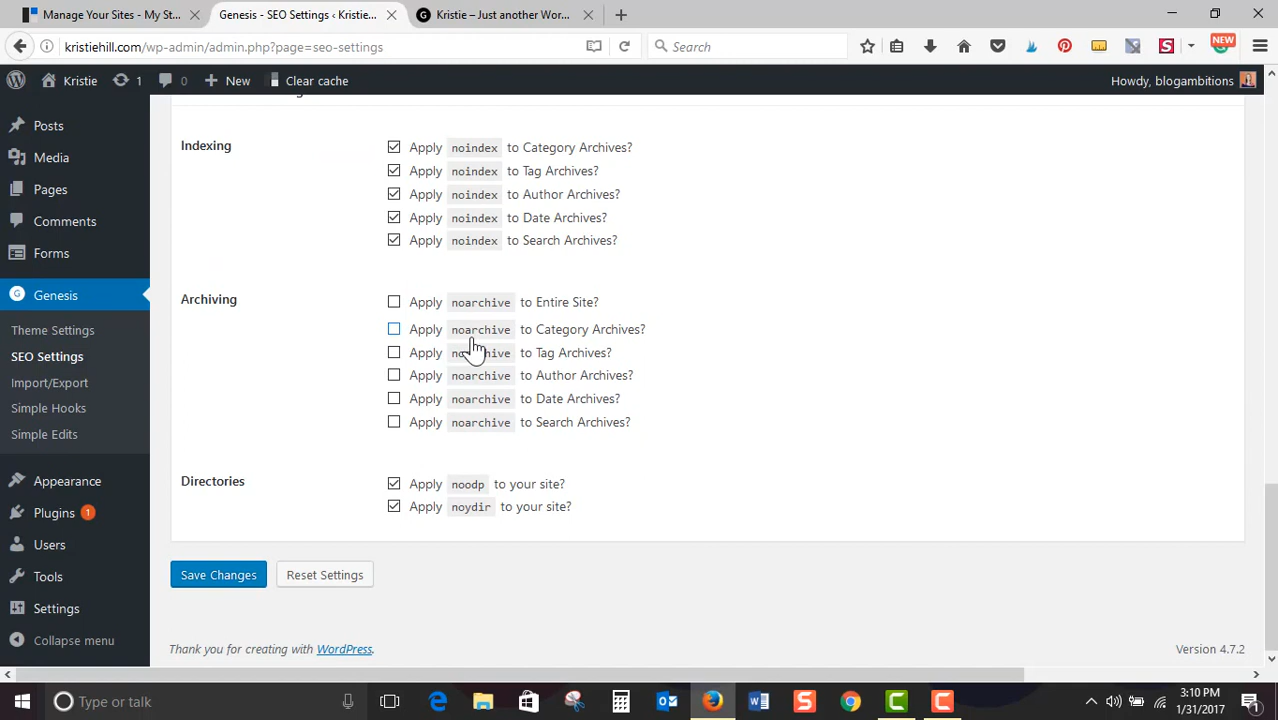 Manage Your Sites - My St...
Genesis - SEO Settings ‹ Kristie...
Kristie – Just another Wor...
kristiehill.com/wp-admin/admin.php?page=seo-settings
Search
NEW
Kristie
1
0
New
Clear cache
Howdy, blogambitions
Posts
Media
Pages
Comments
Forms
Genesis
Theme Settings
SEO Settings
Import/Export
Simple Hooks
Simple Edits
Appearance
Plugins 1
Users
Tools
Settings
Collapse menu
Indexing
Apply noindex to Category Archives?
Apply noindex to Tag Archives?
Apply noindex to Author Archives?
Apply noindex to Date Archives?
Apply noindex to Search Archives?
Archiving
Apply noarchive to Entire Site?
Apply noarchive to Category Archives?
Apply noarchive to Tag Archives?
Apply noarchive to Author Archives?
Apply noarchive to Date Archives?
Apply noarchive to Search Archives?
Directories
Apply noodp to your site?
Apply noydir to your site?
Save Changes
Reset Settings
Thank you for creating with WordPress.
Version 4.7.2
Type or talk
3:10 PM
1/31/2017